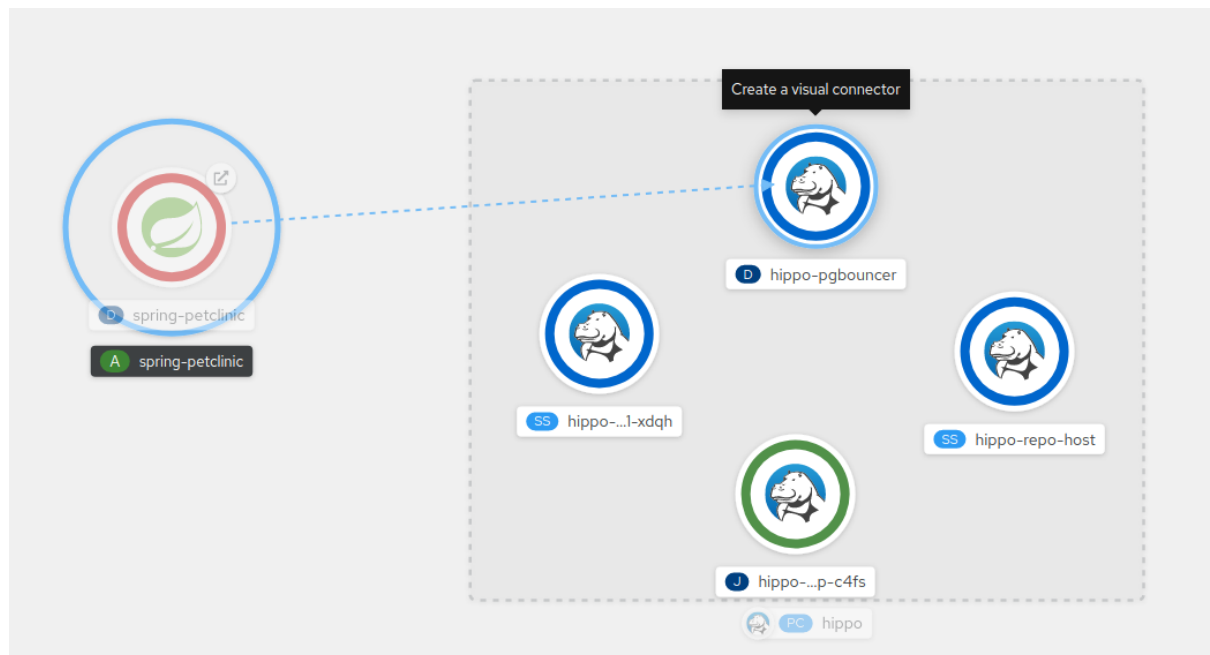 Create a visual connector
D spring-petclinic
A spring-petclinic
D hippo-pgbouncer
SS hippo-...1-xdqh
SS hippo-repo-host
J hippo-...p-c4fs
PC hippo